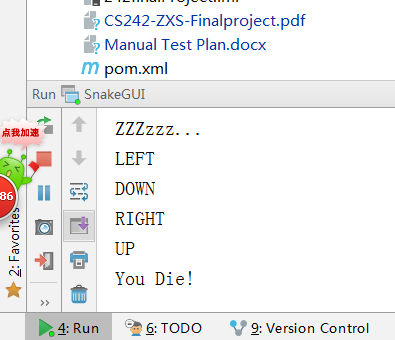 CS242-ZXS-Finalproject.pdf
Manual Test Plan.docx
pom.xml
Run SnakeGUI
ZZZzzz...
LEFT
DOWN
RIGHT
UP
You Die!
点我加速
86
2: Favorites
4: Run 6: TODO 9: Version Control